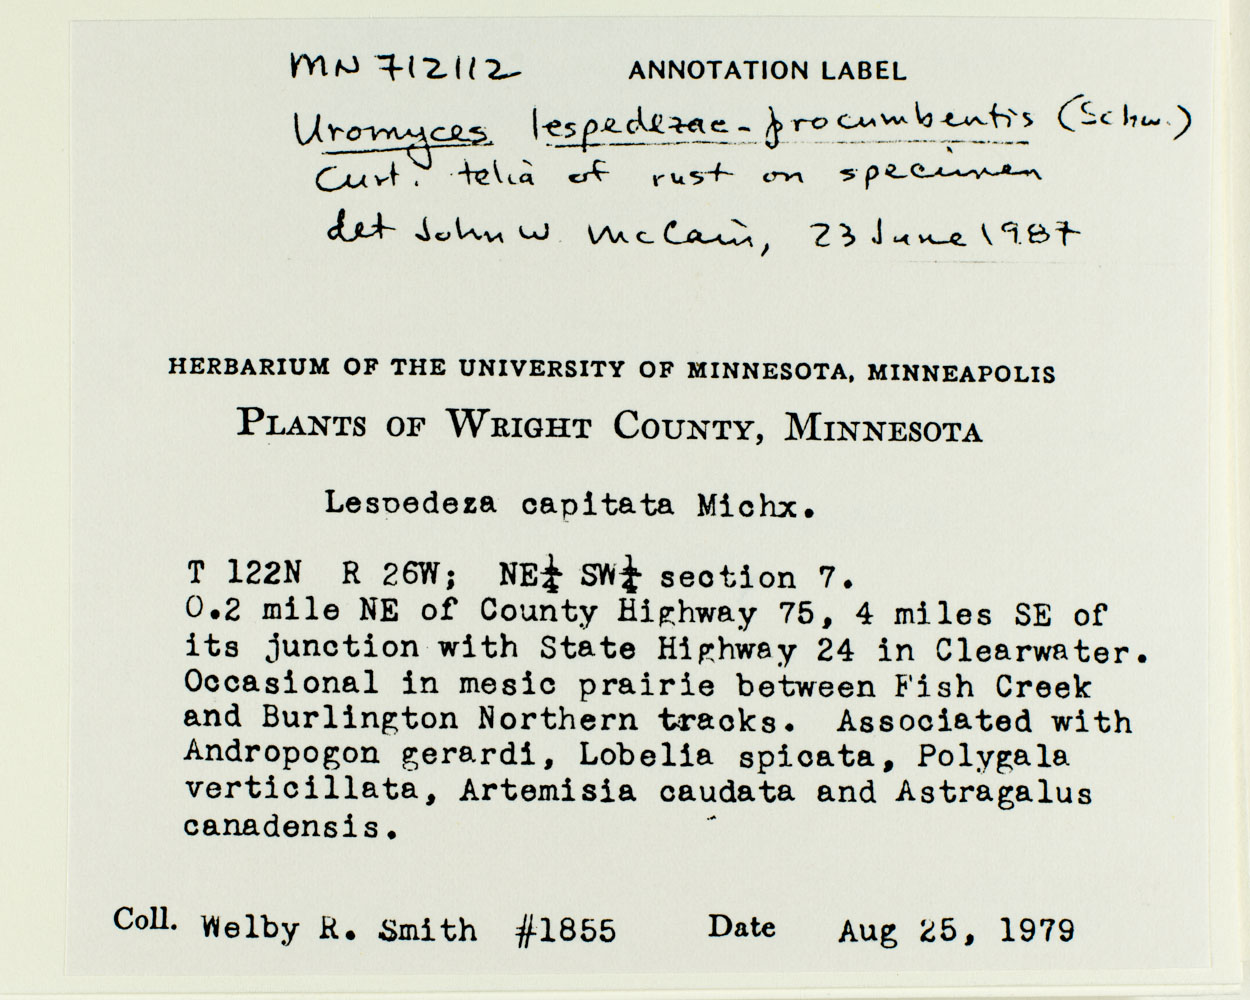 MN 712112 ANNOTATION LABEL
Uromyces lespedezae-procumbentis (Schw.)
Curt. telia of rust on specimen
det John W. McCain, 23 June 1987
HERBARIUM OF THE UNIVERSITY OF MINNESOTA, MINNEAPOLIS
PLANTS OF WRIGHT COUNTY, MINNESOTA
Lespedeza capitata Michx.
T 122N R 26W; NE¼ SW¼ section 7.
0.2 mile NE of County Highway 75, 4 miles SE of
its junction with State Highway 24 in Clearwater.
Occasional in mesic prairie between Fish Creek
and Burlington Northern tracks. Associated with
Andropogon gerardi, Lobelia spicata, Polygala
verticillata, Artemisia caudata and Astragalus
canadensis.
Coll. Welby R. Smith #1855 Date Aug 25, 1979